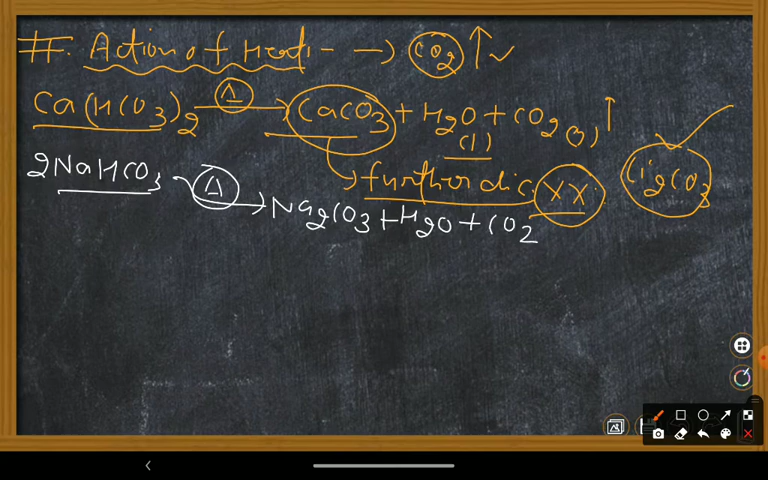 #. Action of Heat:- → CO2 ↑
Ca(HCO3)2 Δ→ CaCO3 + H2O + CO2(g) ↑
(l)
→ further dic. XX Li2CO3
2NaHCO3 Δ→ Na2CO3 + H2O + CO2